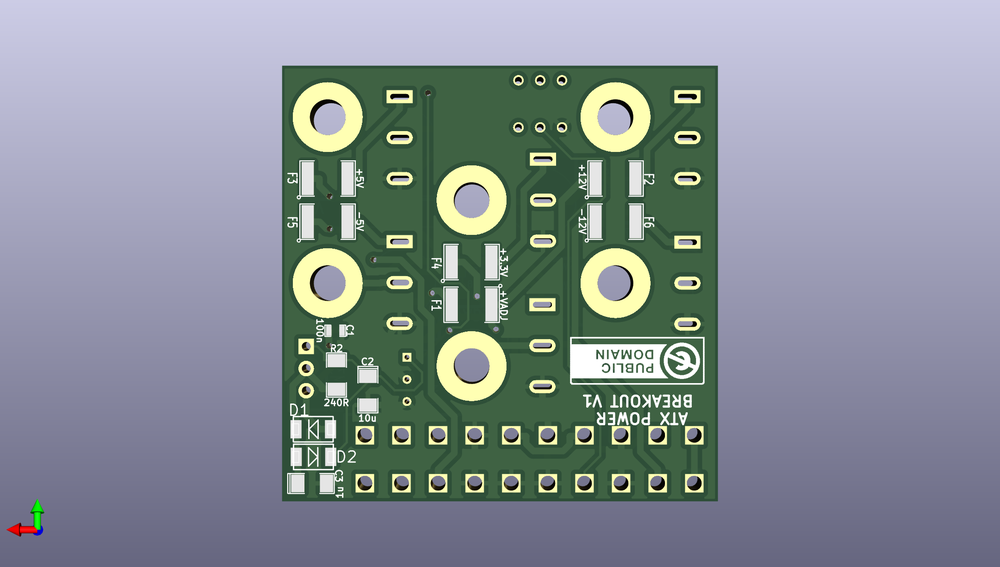 F3
+5V
F5
-5V
+12V
F2
-12V
F6
F4
+3.3V
F1
+VADJ
100n
C1
R2
240R
C2
10u
D1
D2
C3
PUBLIC
DOMAIN
ATX POWER
BREAKOUT V1